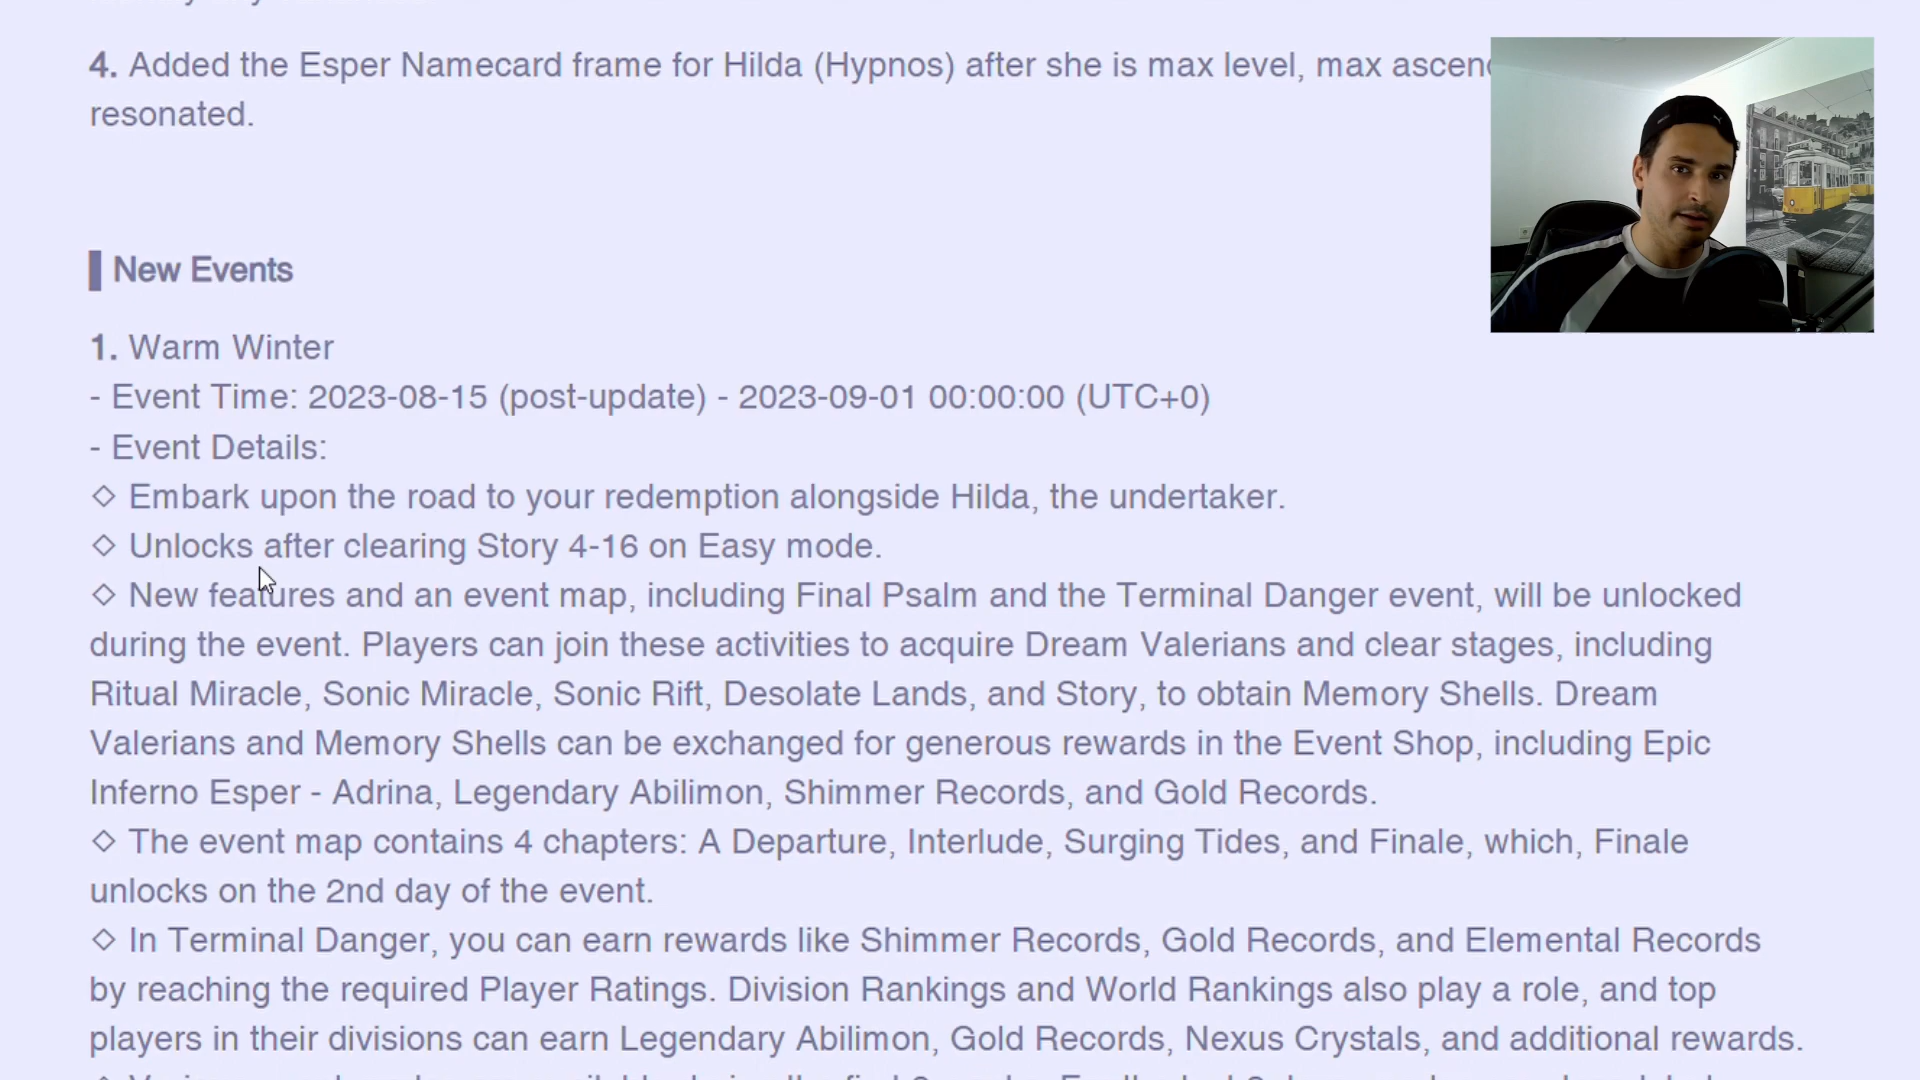 4. Added the Esper Namecard frame for Hilda (Hypnos) after she is max level, max
resonated.
New Events
1. Warm Winter
- Event Time: 2023-08-15 (post-update) - 2023-09-01 00:00:00 (UTC+0)
- Event Details:
◇ Embark upon the road to your redemption alongside Hilda, the undertaker.
◇ Unlocks after clearing Story 4-16 on Easy mode.
◇ New features and an event map, including Final Psalm and the Terminal Danger event, will be unlocked
during the event. Players can join these activities to acquire Dream Valerians and clear stages, including
Ritual Miracle, Sonic Miracle, Sonic Rift, Desolate Lands, and Story, to obtain Memory Shells. Dream
Valerians and Memory Shells can be exchanged for generous rewards in the Event Shop, including Epic
Inferno Esper - Adrina, Legendary Abilimon, Shimmer Records, and Gold Records.
◇ The event map contains 4 chapters: A Departure, Interlude, Surging Tides, and Finale, which, Finale
unlocks on the 2nd day of the event.
◇ In Terminal Danger, you can earn rewards like Shimmer Records, Gold Records, and Elemental Records
by reaching the required Player Ratings. Division Rankings and World Rankings also play a role, and top
players in their divisions can earn Legendary Abilimon, Gold Records, Nexus Crystals, and additional rewards.